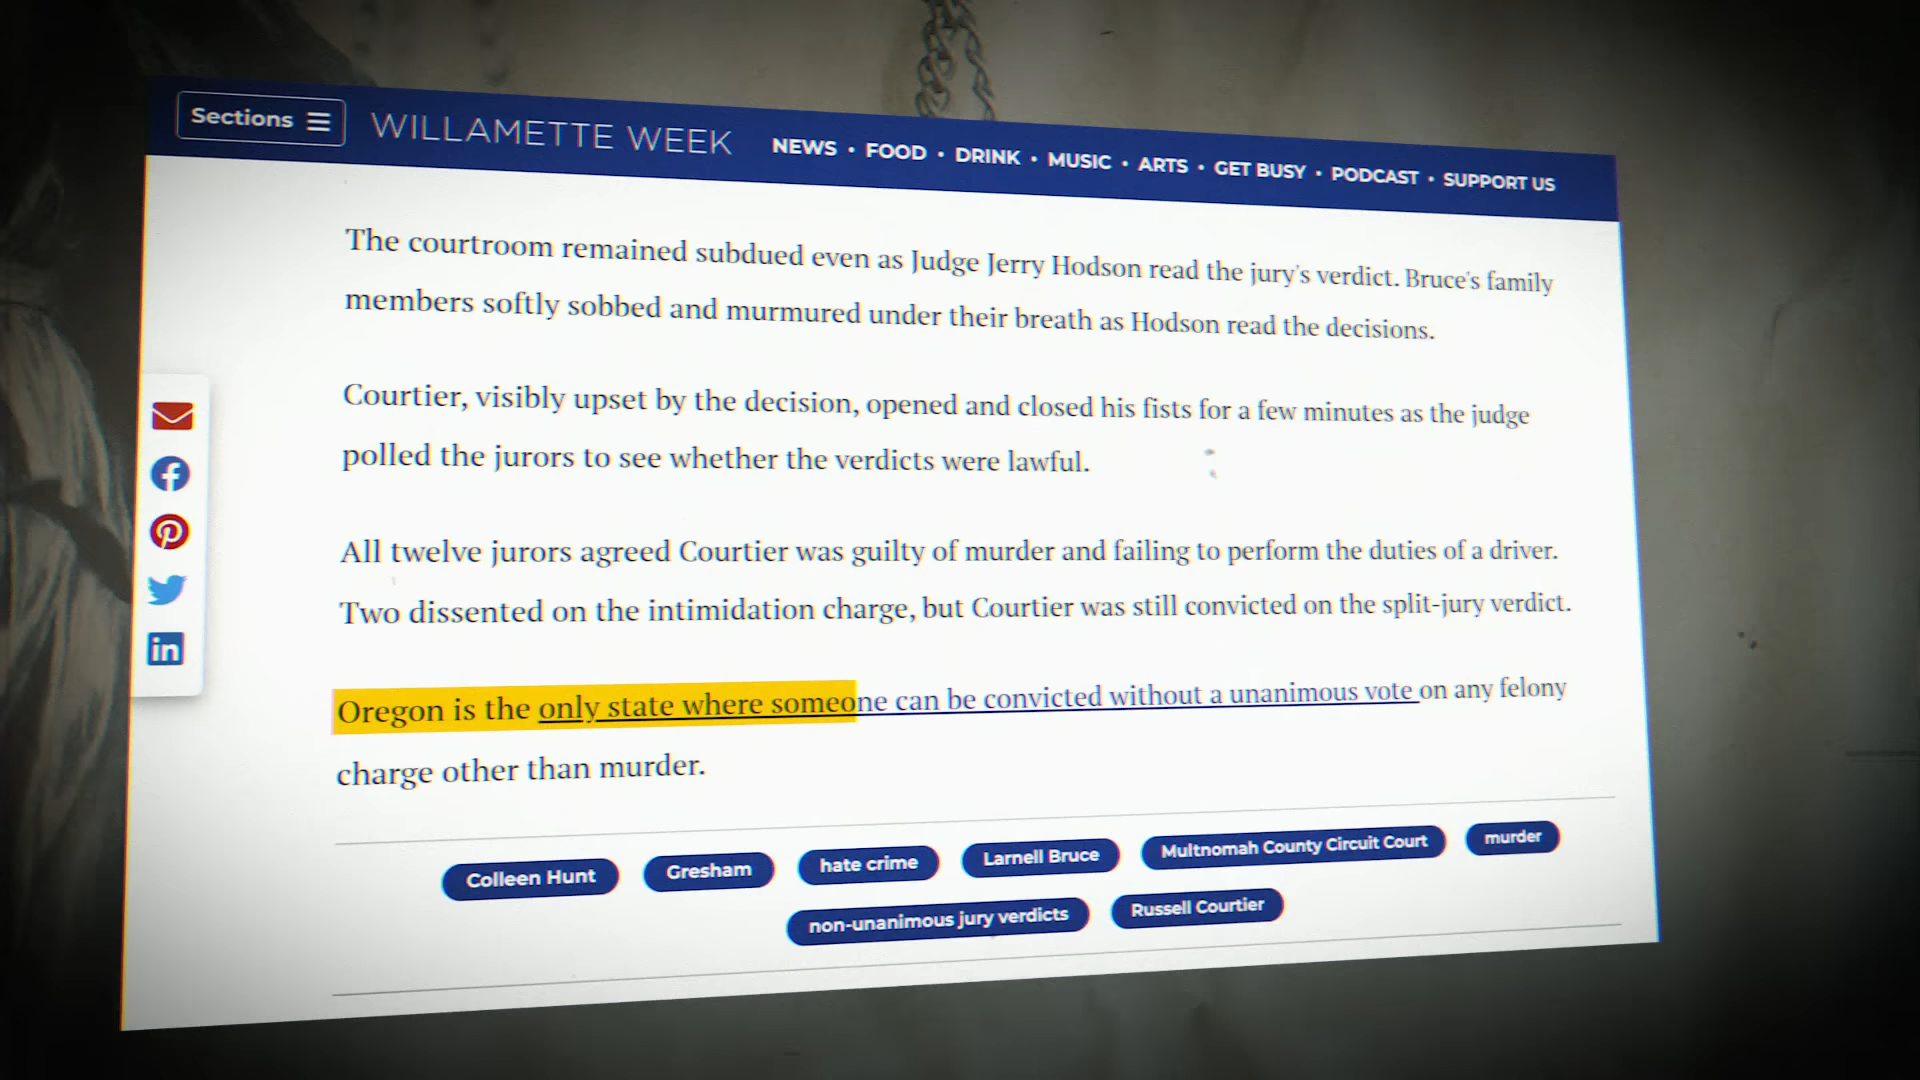 Sections
WILLAMETTE WEEK
NEWS • FOOD • DRINK • MUSIC • ARTS • GET BUSY • PODCAST • SUPPORT US
The courtroom remained subdued even as Judge Jerry Hodson read the jury's verdict. Bruce's family
members softly sobbed and murmured under their breath as Hodson read the decisions.
Courtier, visibly upset by the decision, opened and closed his fists for a few minutes as the judge
polled the jurors to see whether the verdicts were lawful.
All twelve jurors agreed Courtier was guilty of murder and failing to perform the duties of a driver.
Two dissented on the intimidation charge, but Courtier was still convicted on the split-jury verdict.
Oregon is the only state where someone can be convicted without a unanimous vote on any felony
charge other than murder.
Colleen Hunt Gresham hate crime Larnell Bruce Multnomah County Circuit Court murder
non-unanimous jury verdicts Russell Courtier